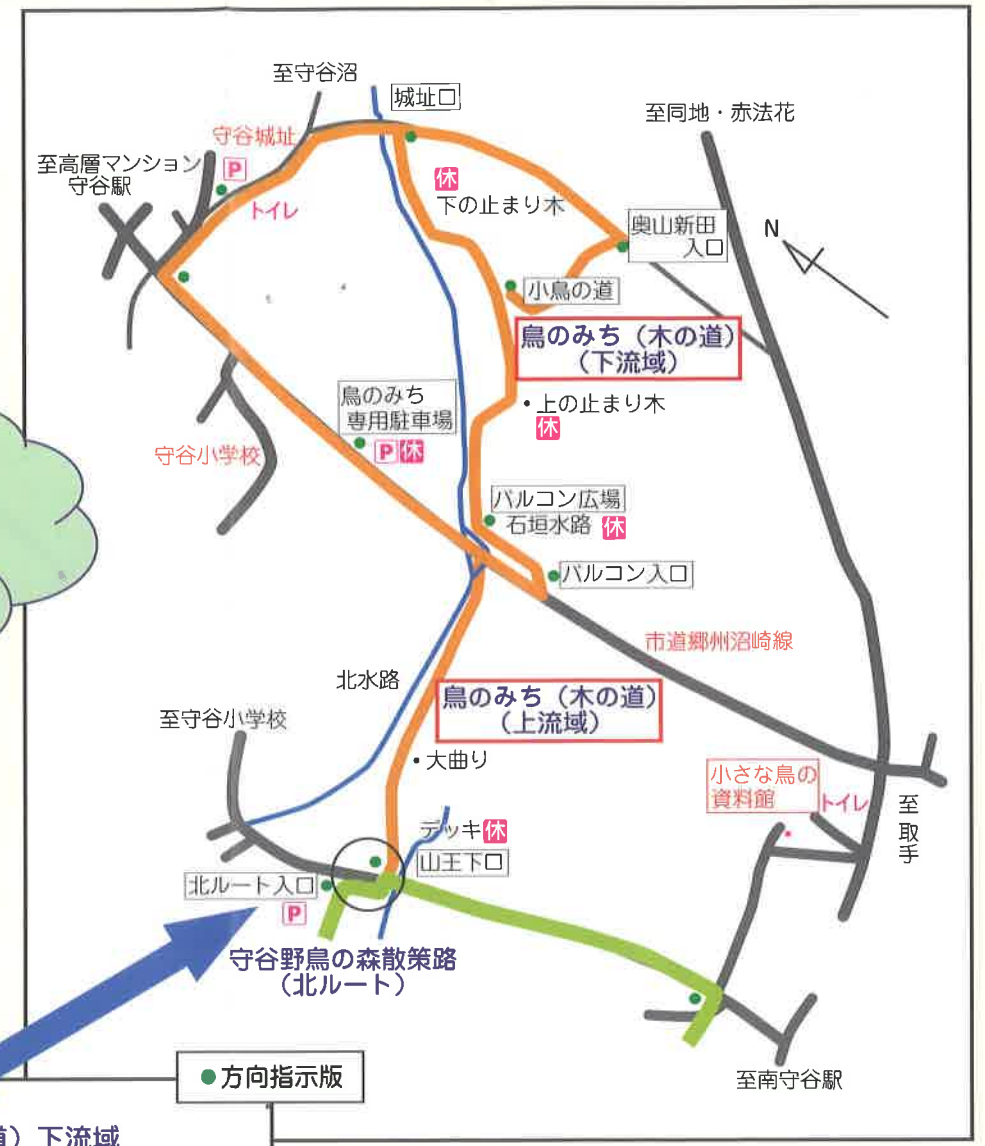 至守谷沼
城址口
守谷城址
至同地・赤法花
至高層マンション
守谷駅
P
トイレ
休
下の止まり木
奥山新田
入口
N
小鳥の道
鳥のみち（木の道）
（下流域）
・上の止まり木
休
鳥のみち
専用駐車場
P休
守谷小学校
バルコン広場
石垣水路 休
バルコン入口
市道郷州沼崎線
北水路
鳥のみち（木の道）
（上流域）
至守谷小学校
・大曲り
小さな鳥の
資料館
トイレ
至取手
デッキ休
山王下口
北ルート入口
P
守谷野鳥の森散策路
（北ルート）
●方向指示版
至南守谷駅
道）下流域